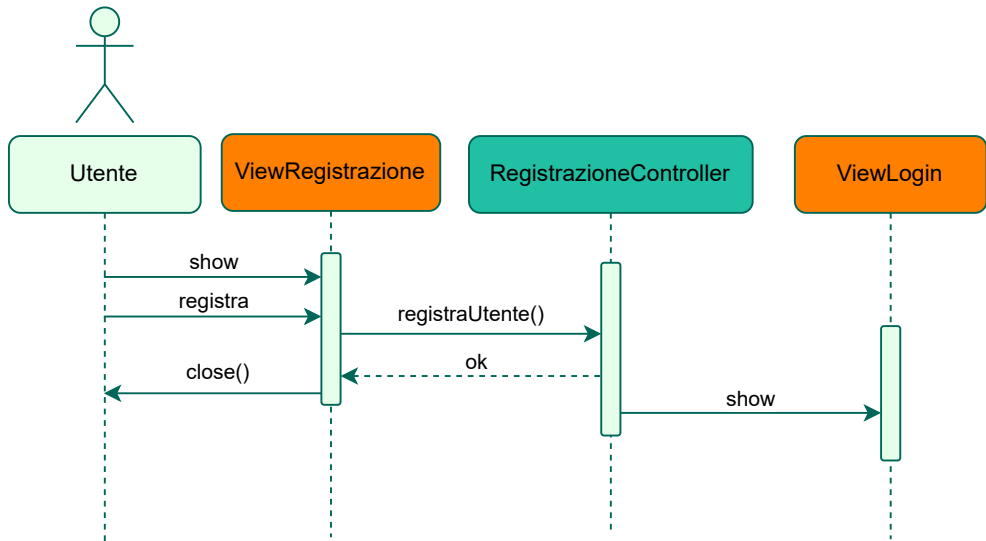 Utente
ViewRegistrazione
RegistrazioneController
ViewLogin
show
registra
registraUtente()
ok
close()
show